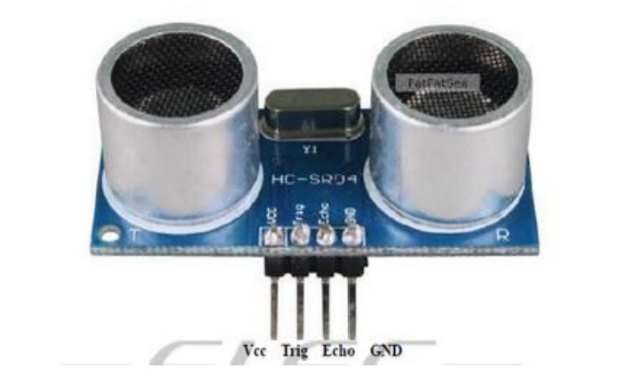 FatFatSea
Y1
HC-SR04
VCC Trig Echo GND
T R
Vcc Trig Echo GND